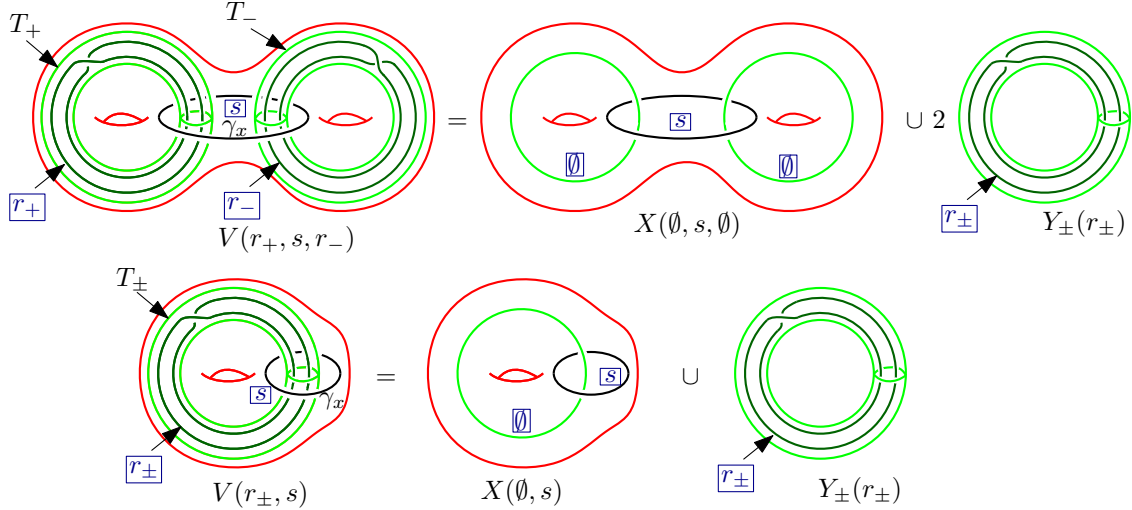 T₊
T₋
s
γₓ
=
s
∪ 2
∅
∅
r₊
r₋
r±
V(r₊, s, r₋)
X(∅, s, ∅)
Y±(r±)
T±
s
γₓ
=
s
∪
∅
r±
r±
V(r±, s)
X(∅, s)
Y±(r±)